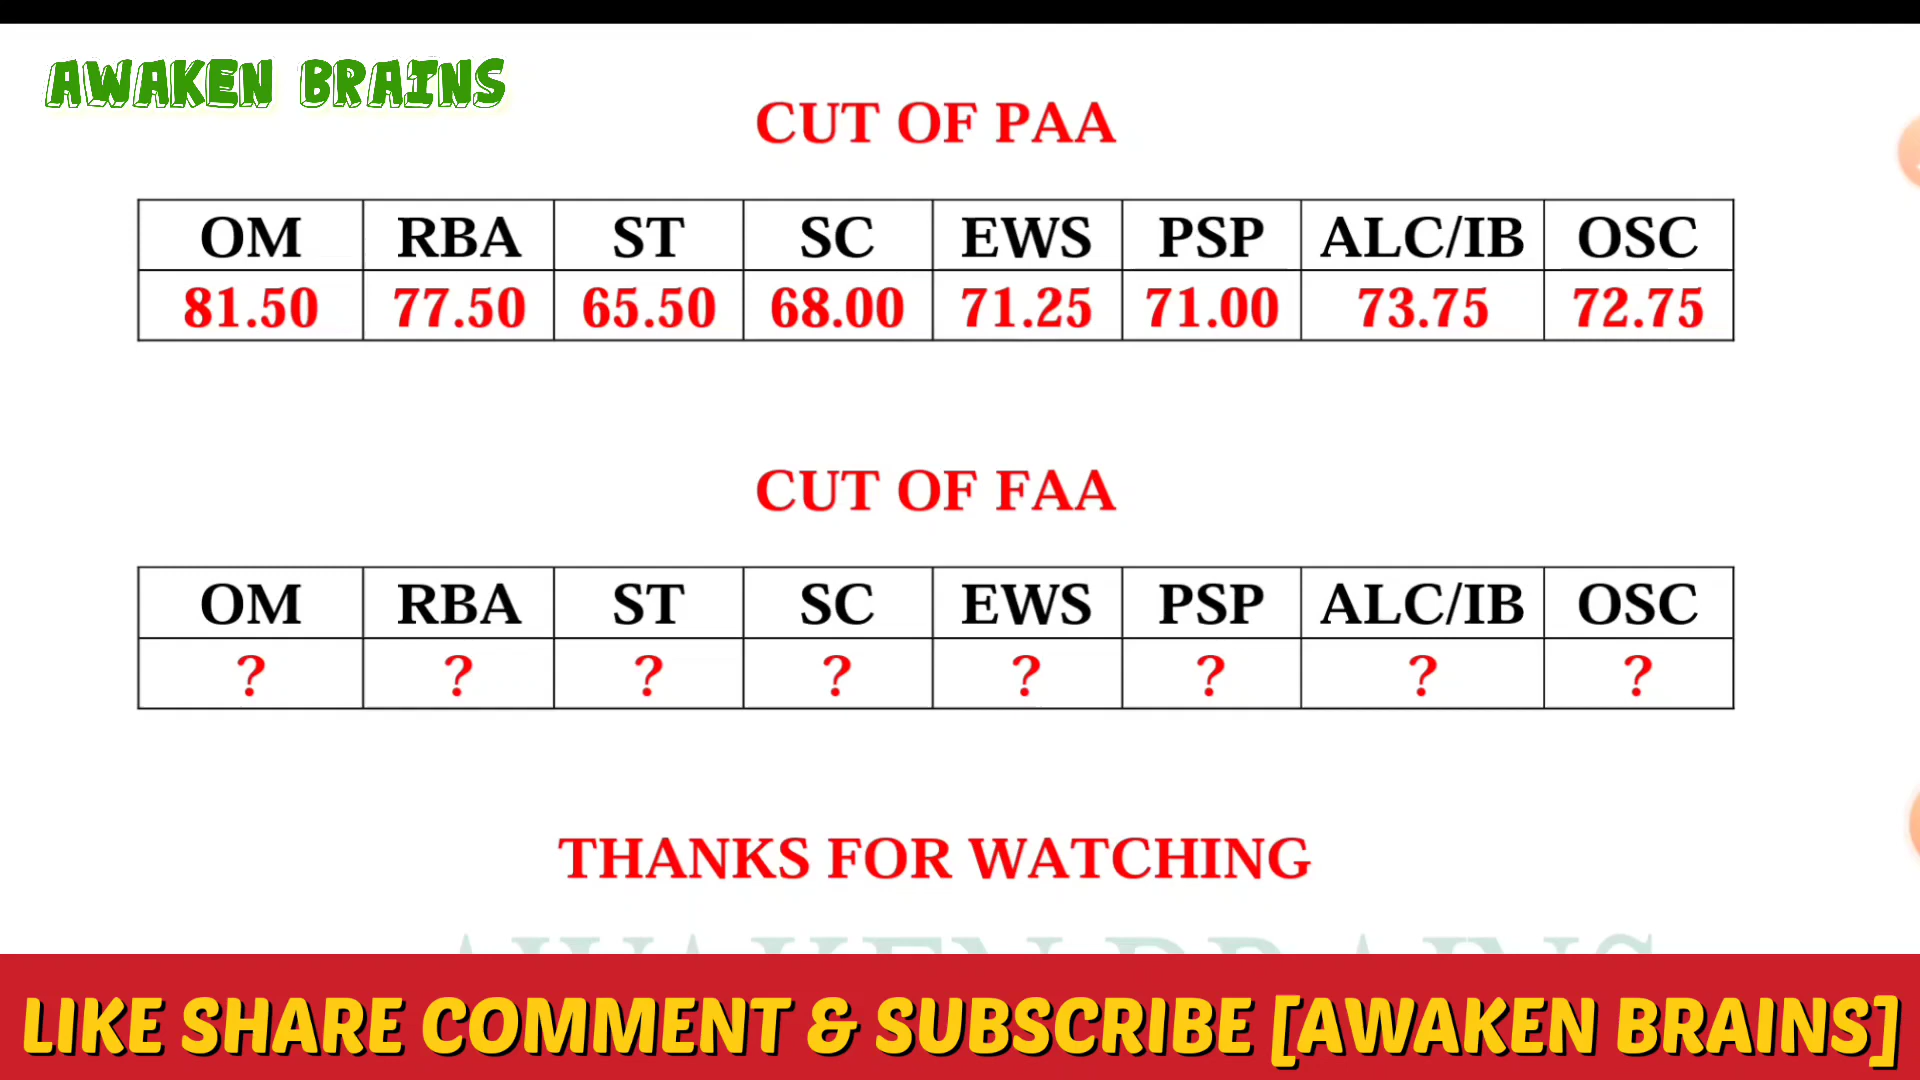 AWAKEN BRAINS
CUT OF PAA
OM RBA ST SC EWS PSP ALC/IB OSC
81.50 77.50 65.50 68.00 71.25 71.00 73.75 72.75
CUT OF FAA
OM RBA ST SC EWS PSP ALC/IB OSC
? ? ? ? ? ? ? ?
THANKS FOR WATCHING
AWAKEN BRAINS
LIKE SHARE COMMENT & SUBSCRIBE [AWAKEN BRAINS]